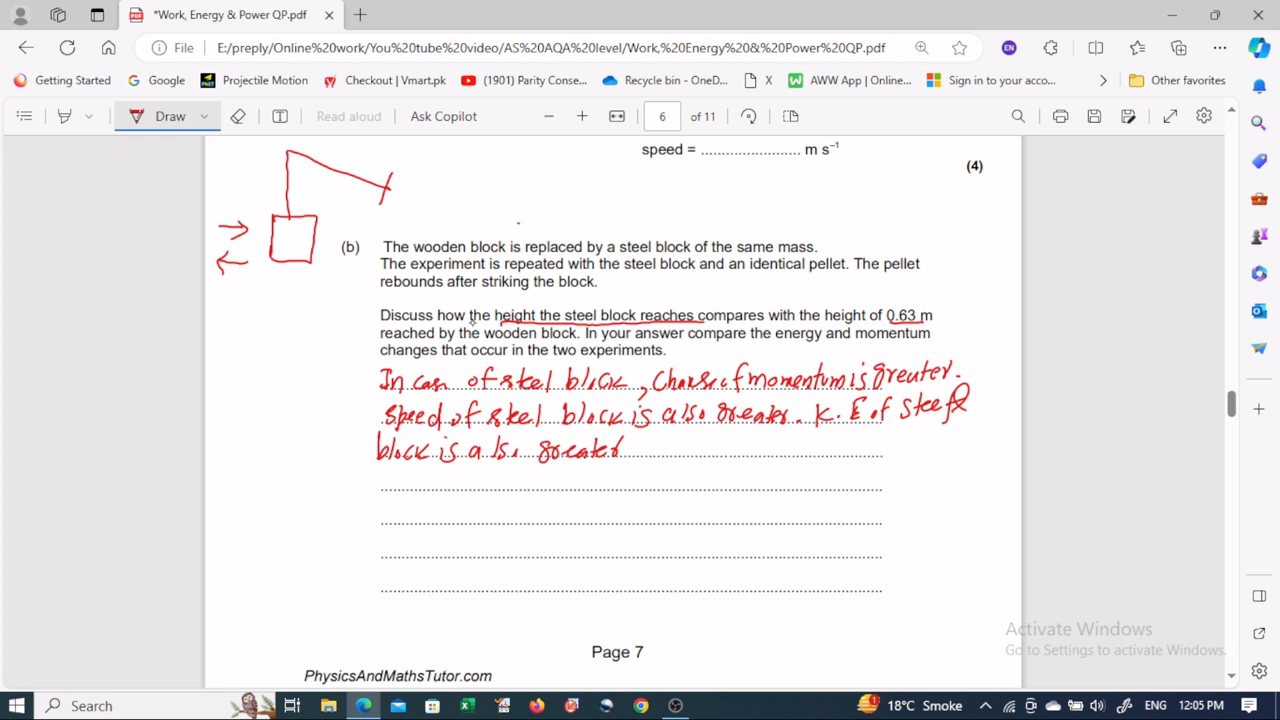 *Work, Energy & Power QP.pdf
File E:/preply/Online%20work/You%20tube%20video/AS%20AQA%20level/Work,%20Energy%20&%20Power%20QP.pdf
EN
Getting Started Google Projectile Motion Checkout | Vmart.pk (1901) Parity Conse... Recycle bin - OneD... X AWW App | Online... Sign in to your acco... Other favorites
Draw Read aloud Ask Copilot 6 of 11
speed = ....................... m s⁻¹
(4)
(b) The wooden block is replaced by a steel block of the same mass.
The experiment is repeated with the steel block and an identical pellet. The pellet
rebounds after striking the block.
Discuss how the height the steel block reaches compares with the height of 0.63 m
reached by the wooden block. In your answer compare the energy and momentum
changes that occur in the two experiments.
In case of steel block, Change of momentum is greater.
Speed of steel block is also greater. K. E of steel
block is also greater
Page 7
PhysicsAndMathsTutor.com
Activate Windows
Go to Settings to activate Windows.
Search 1 18°C Smoke ENG 12:05 PM